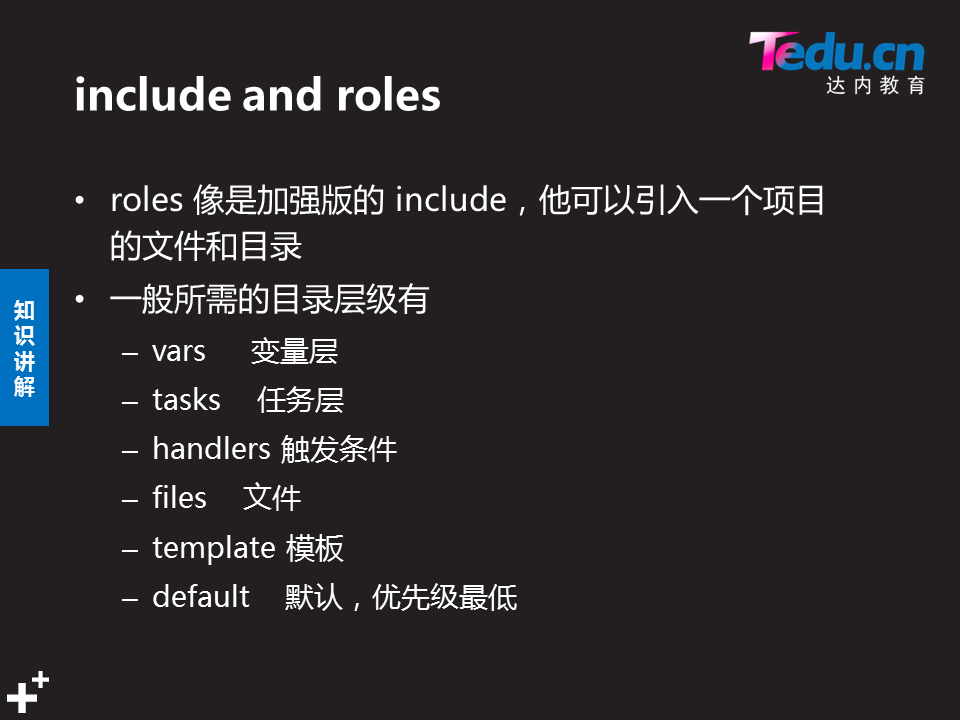 Tedu.cn
达内教育
include and roles
• roles 像是加强版的 include，他可以引入一个项目
的文件和目录
• 一般所需的目录层级有
– vars 变量层
– tasks 任务层
– handlers 触发条件
– files 文件
– template 模板
– default 默认，优先级最低
知
识
讲
解